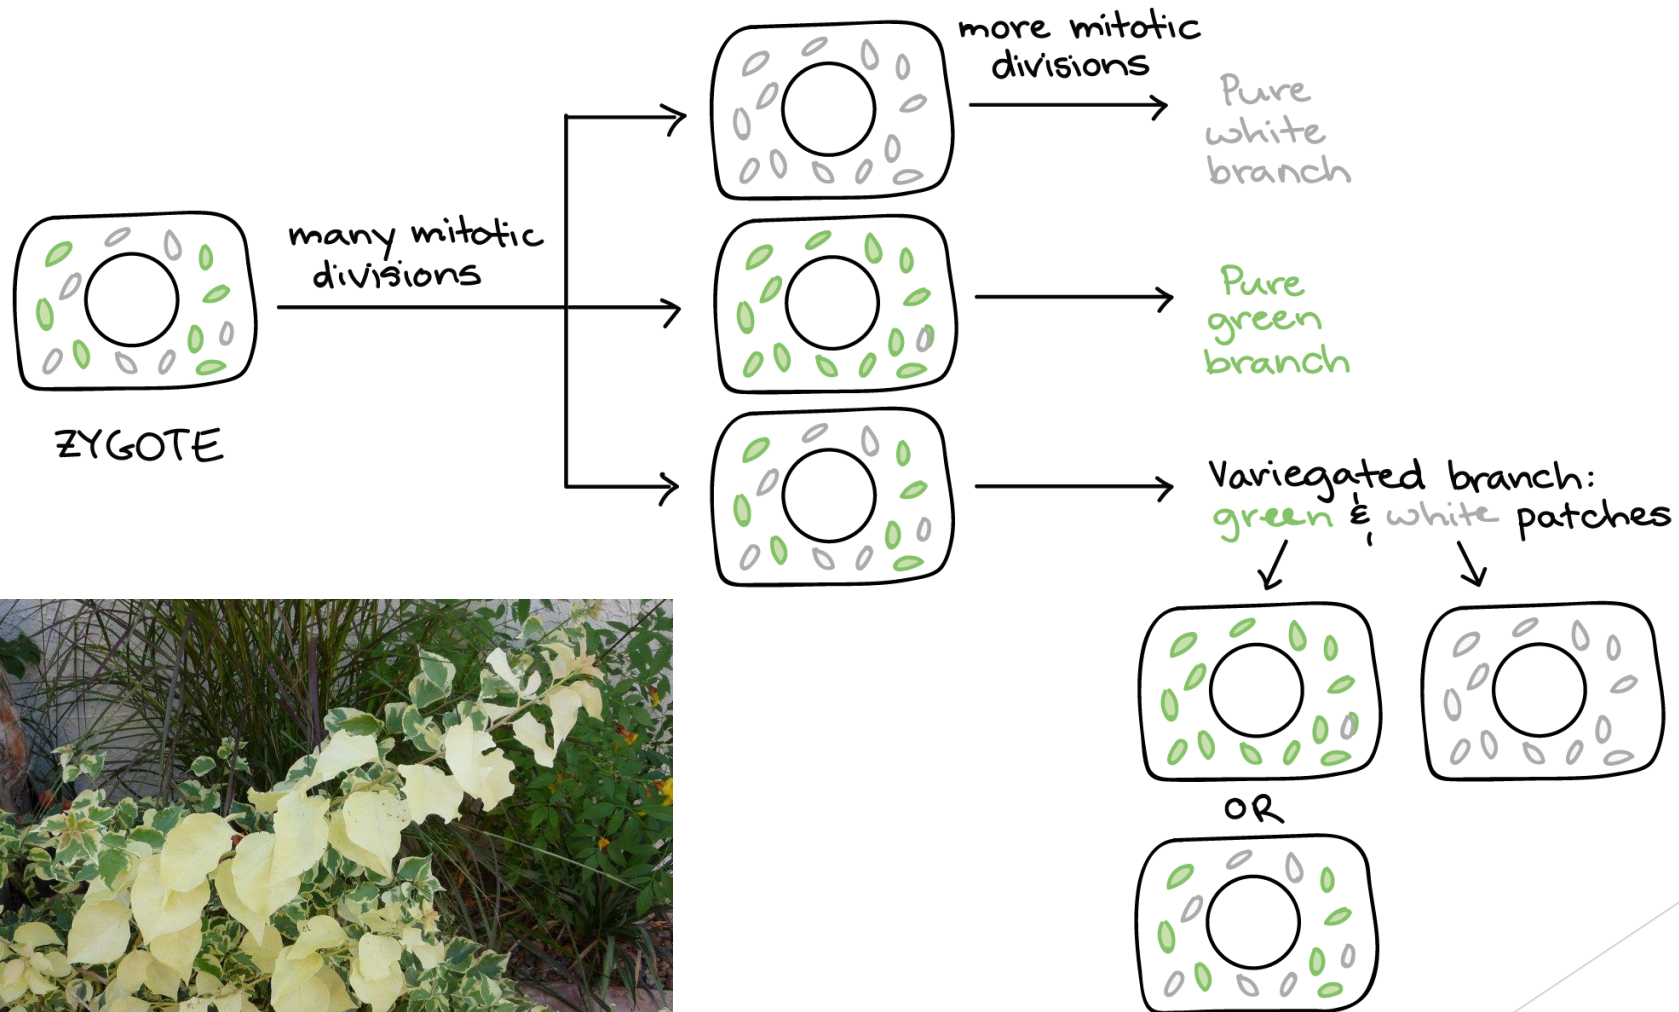 more mitotic
divisions
Pure
white
branch
many mitotic
divisions
ZYGOTE
Pure
green
branch
Variegated branch:
green & white patches
OR